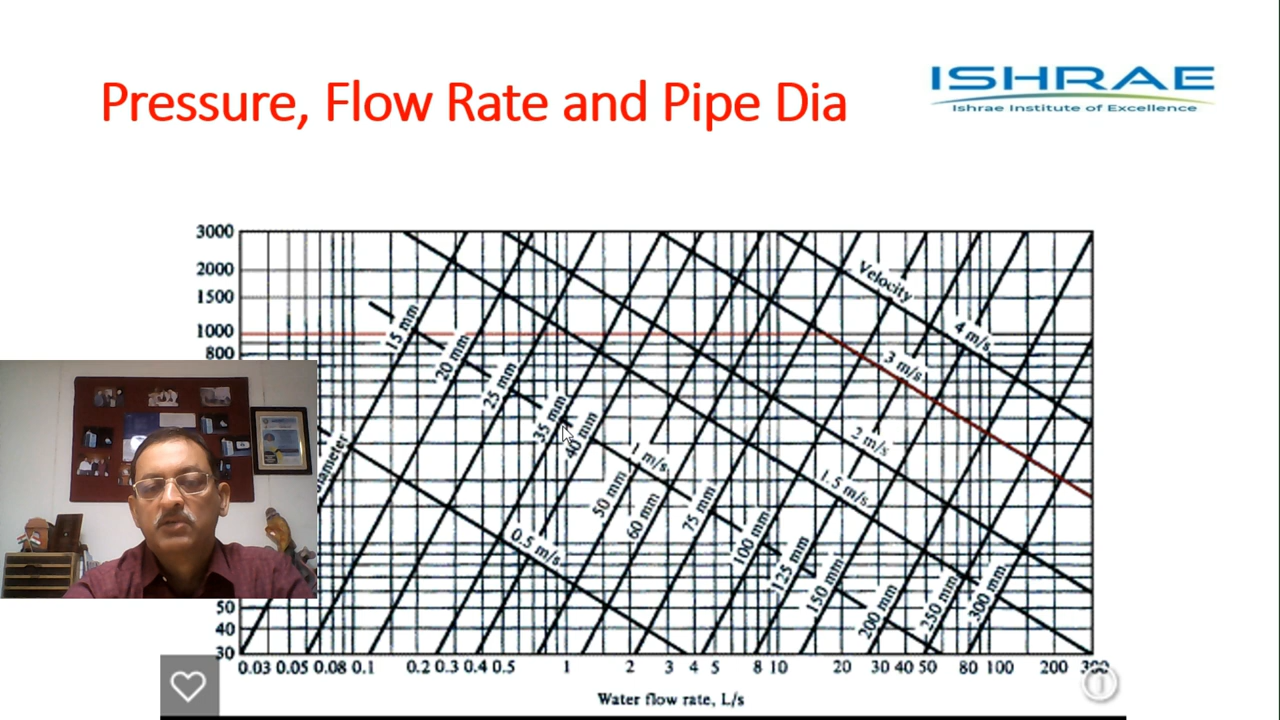 Pressure, Flow Rate and Pipe Dia
ISHRAE
Ishrae Institute of Excellence
3000
2000
1500
1000
800
50
40
30
Velocity
4 m/s
3 m/s
2 m/s
1.5 m/s
1 m/s
0.5 m/s
15 mm
20 mm
25 mm
35 mm
40 mm
50 mm
60 mm
75 mm
100 mm
125 mm
150 mm
200 mm
250 mm
300 mm
0.03 0.05 0.08 0.1 0.2 0.3 0.4 0.5 1 2 3 4 5 8 10 20 30 40 50 80 100 200 300
Water flow rate, L/s